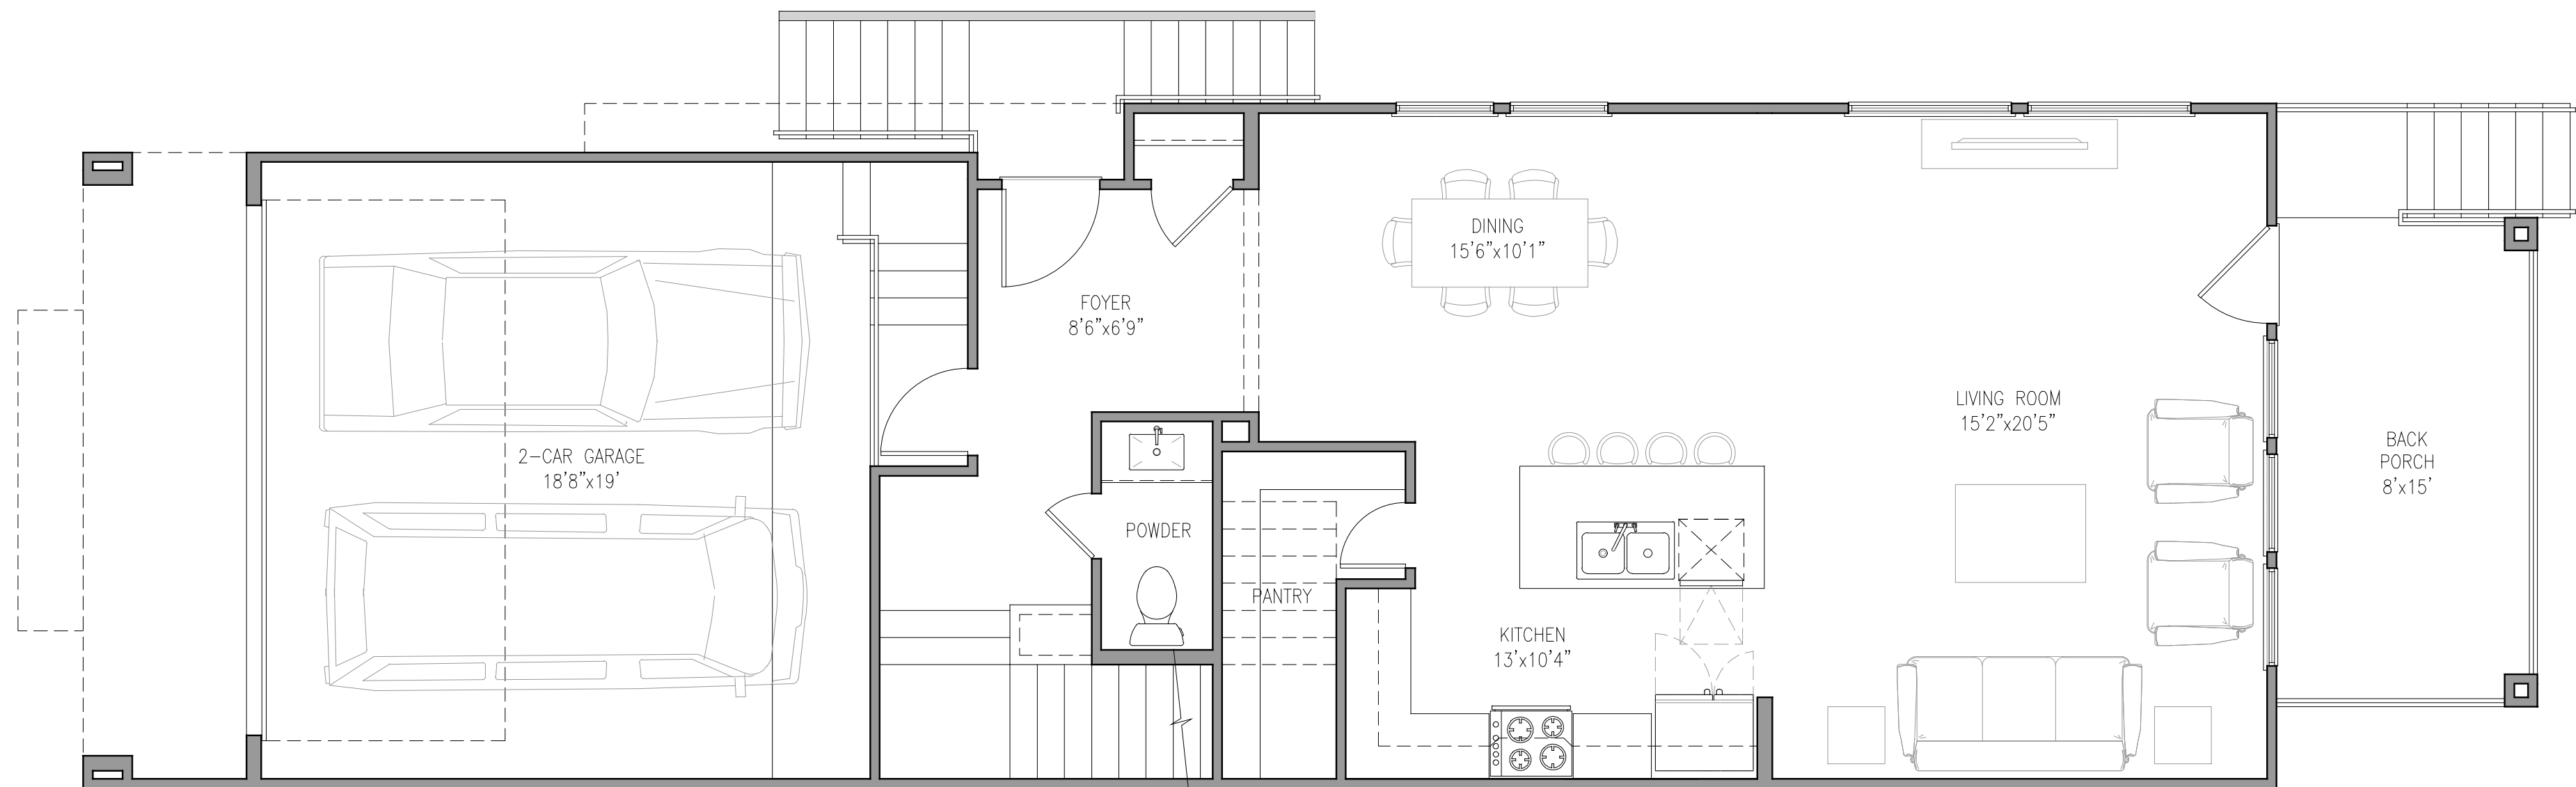 DINING
15'6"x10'1"
FOYER
8'6"x6'9"
LIVING ROOM
15'2"x20'5"
2-CAR GARAGE
18'8"x19'
BACK
PORCH
8'x15'
POWDER
PANTRY
KITCHEN
13'x10'4"